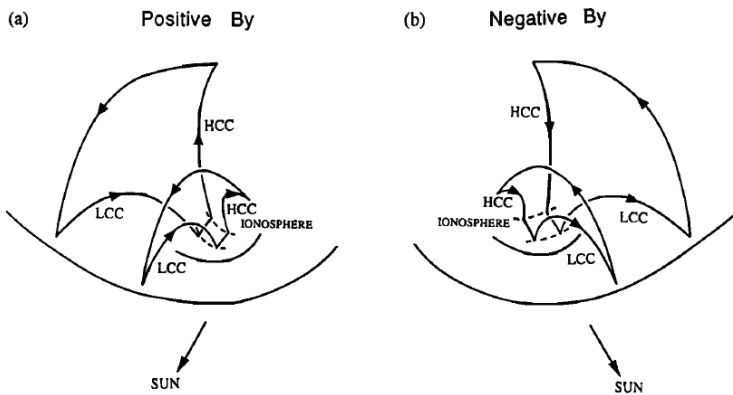 (a) Positive By
HCC
LCC
HCC
IONOSPHERE
LCC
SUN
(b) Negative By
HCC
HCC
LCC
IONOSPHERE
LCC
SUN